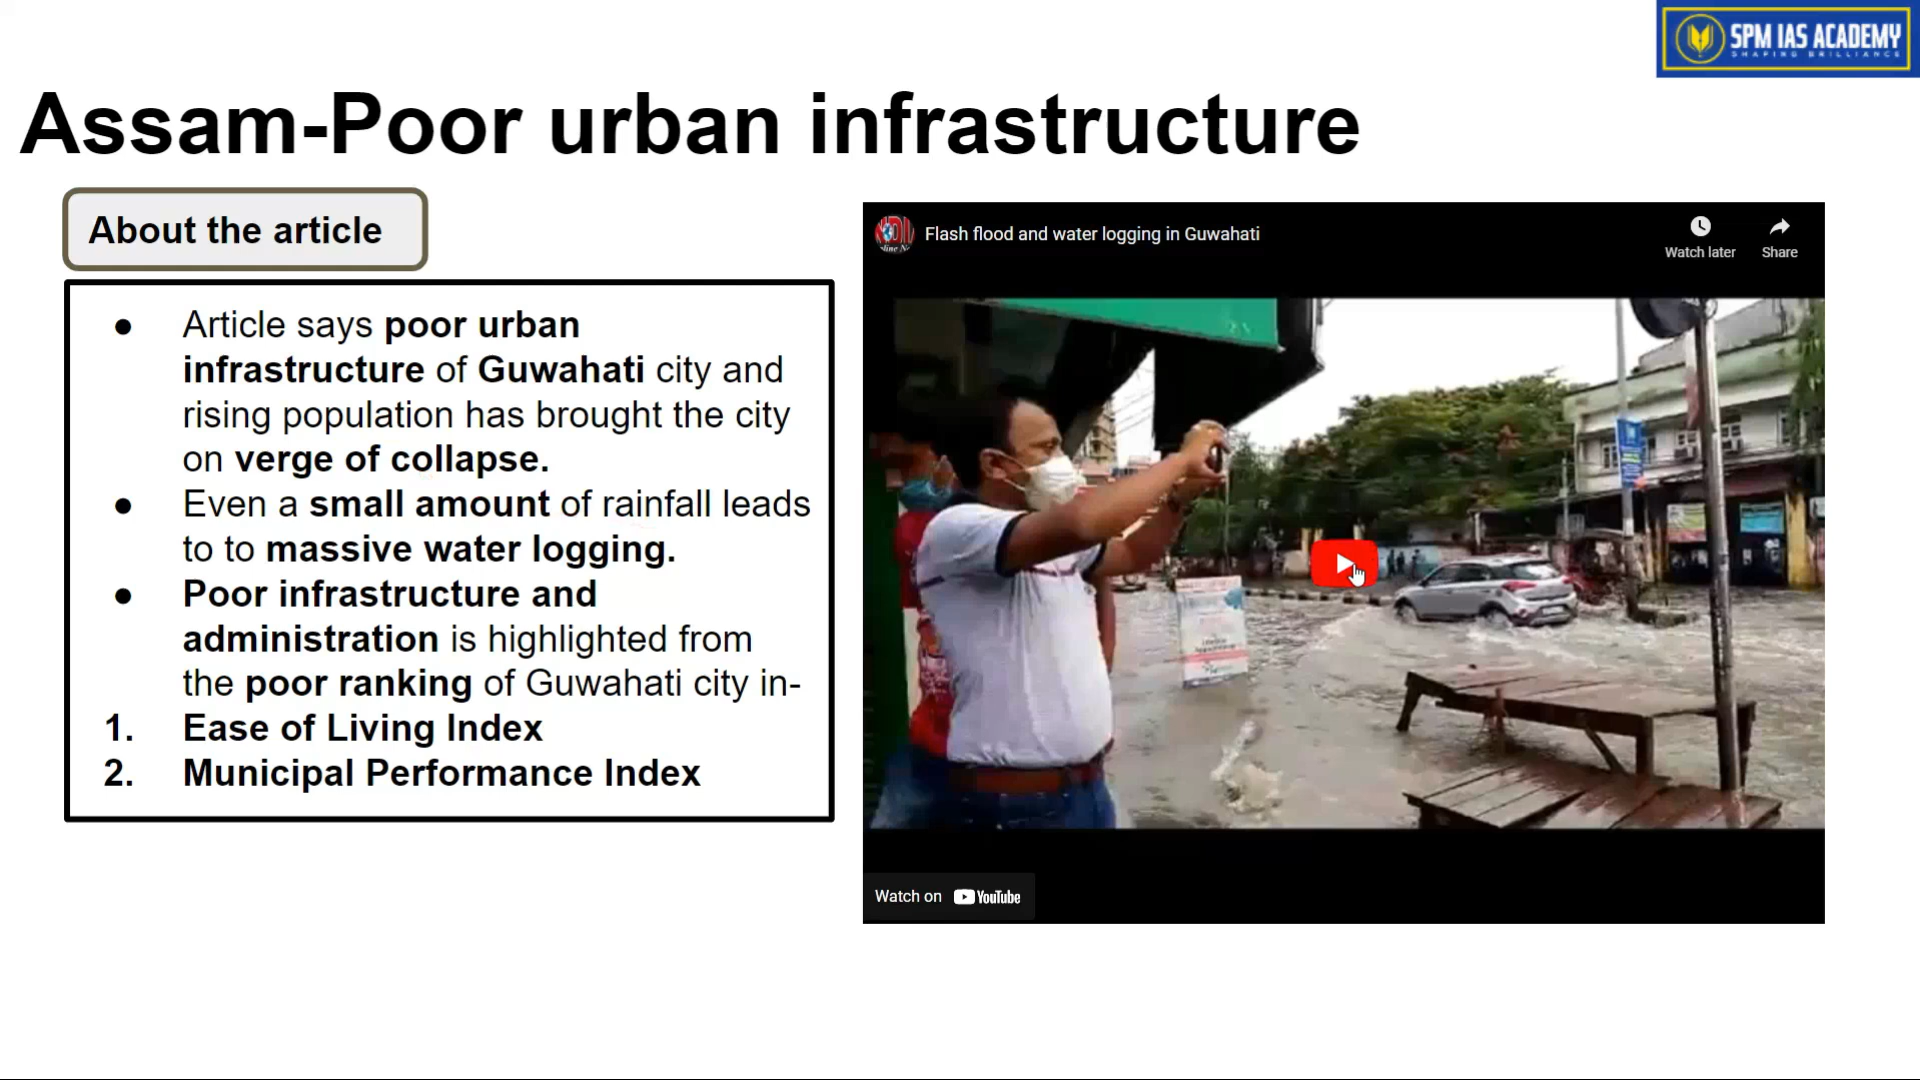 SPM IAS ACADEMY
SHAPING BRILLIANCE
Assam-Poor urban infrastructure
About the article
● Article says poor urban
infrastructure of Guwahati city and
rising population has brought the city
on verge of collapse.
● Even a small amount of rainfall leads
to to massive water logging.
● Poor infrastructure and
administration is highlighted from
the poor ranking of Guwahati city in-
1. Ease of Living Index
2. Municipal Performance Index
Flash flood and water logging in Guwahati
Watch later
Share
Watch on YouTube